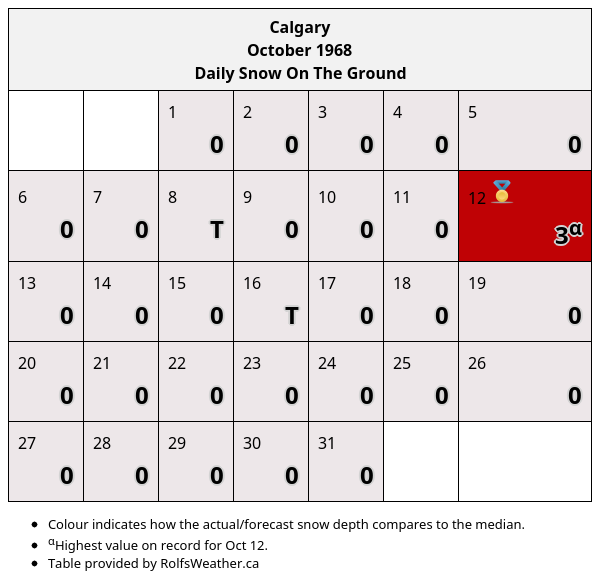 Calgary
October 1968
Daily Snow On The Ground
1 2 3 4 5
0 0 0 0 0
6 7 8 9 10 11 12
0 0 T 0 0 0 3α
13 14 15 16 17 18 19
0 0 0 T 0 0 0
20 21 22 23 24 25 26
0 0 0 0 0 0 0
27 28 29 30 31
0 0 0 0 0
Colour indicates how the actual/forecast snow depth compares to the median.
αHighest value on record for Oct 12.
Table provided by RolfsWeather.ca